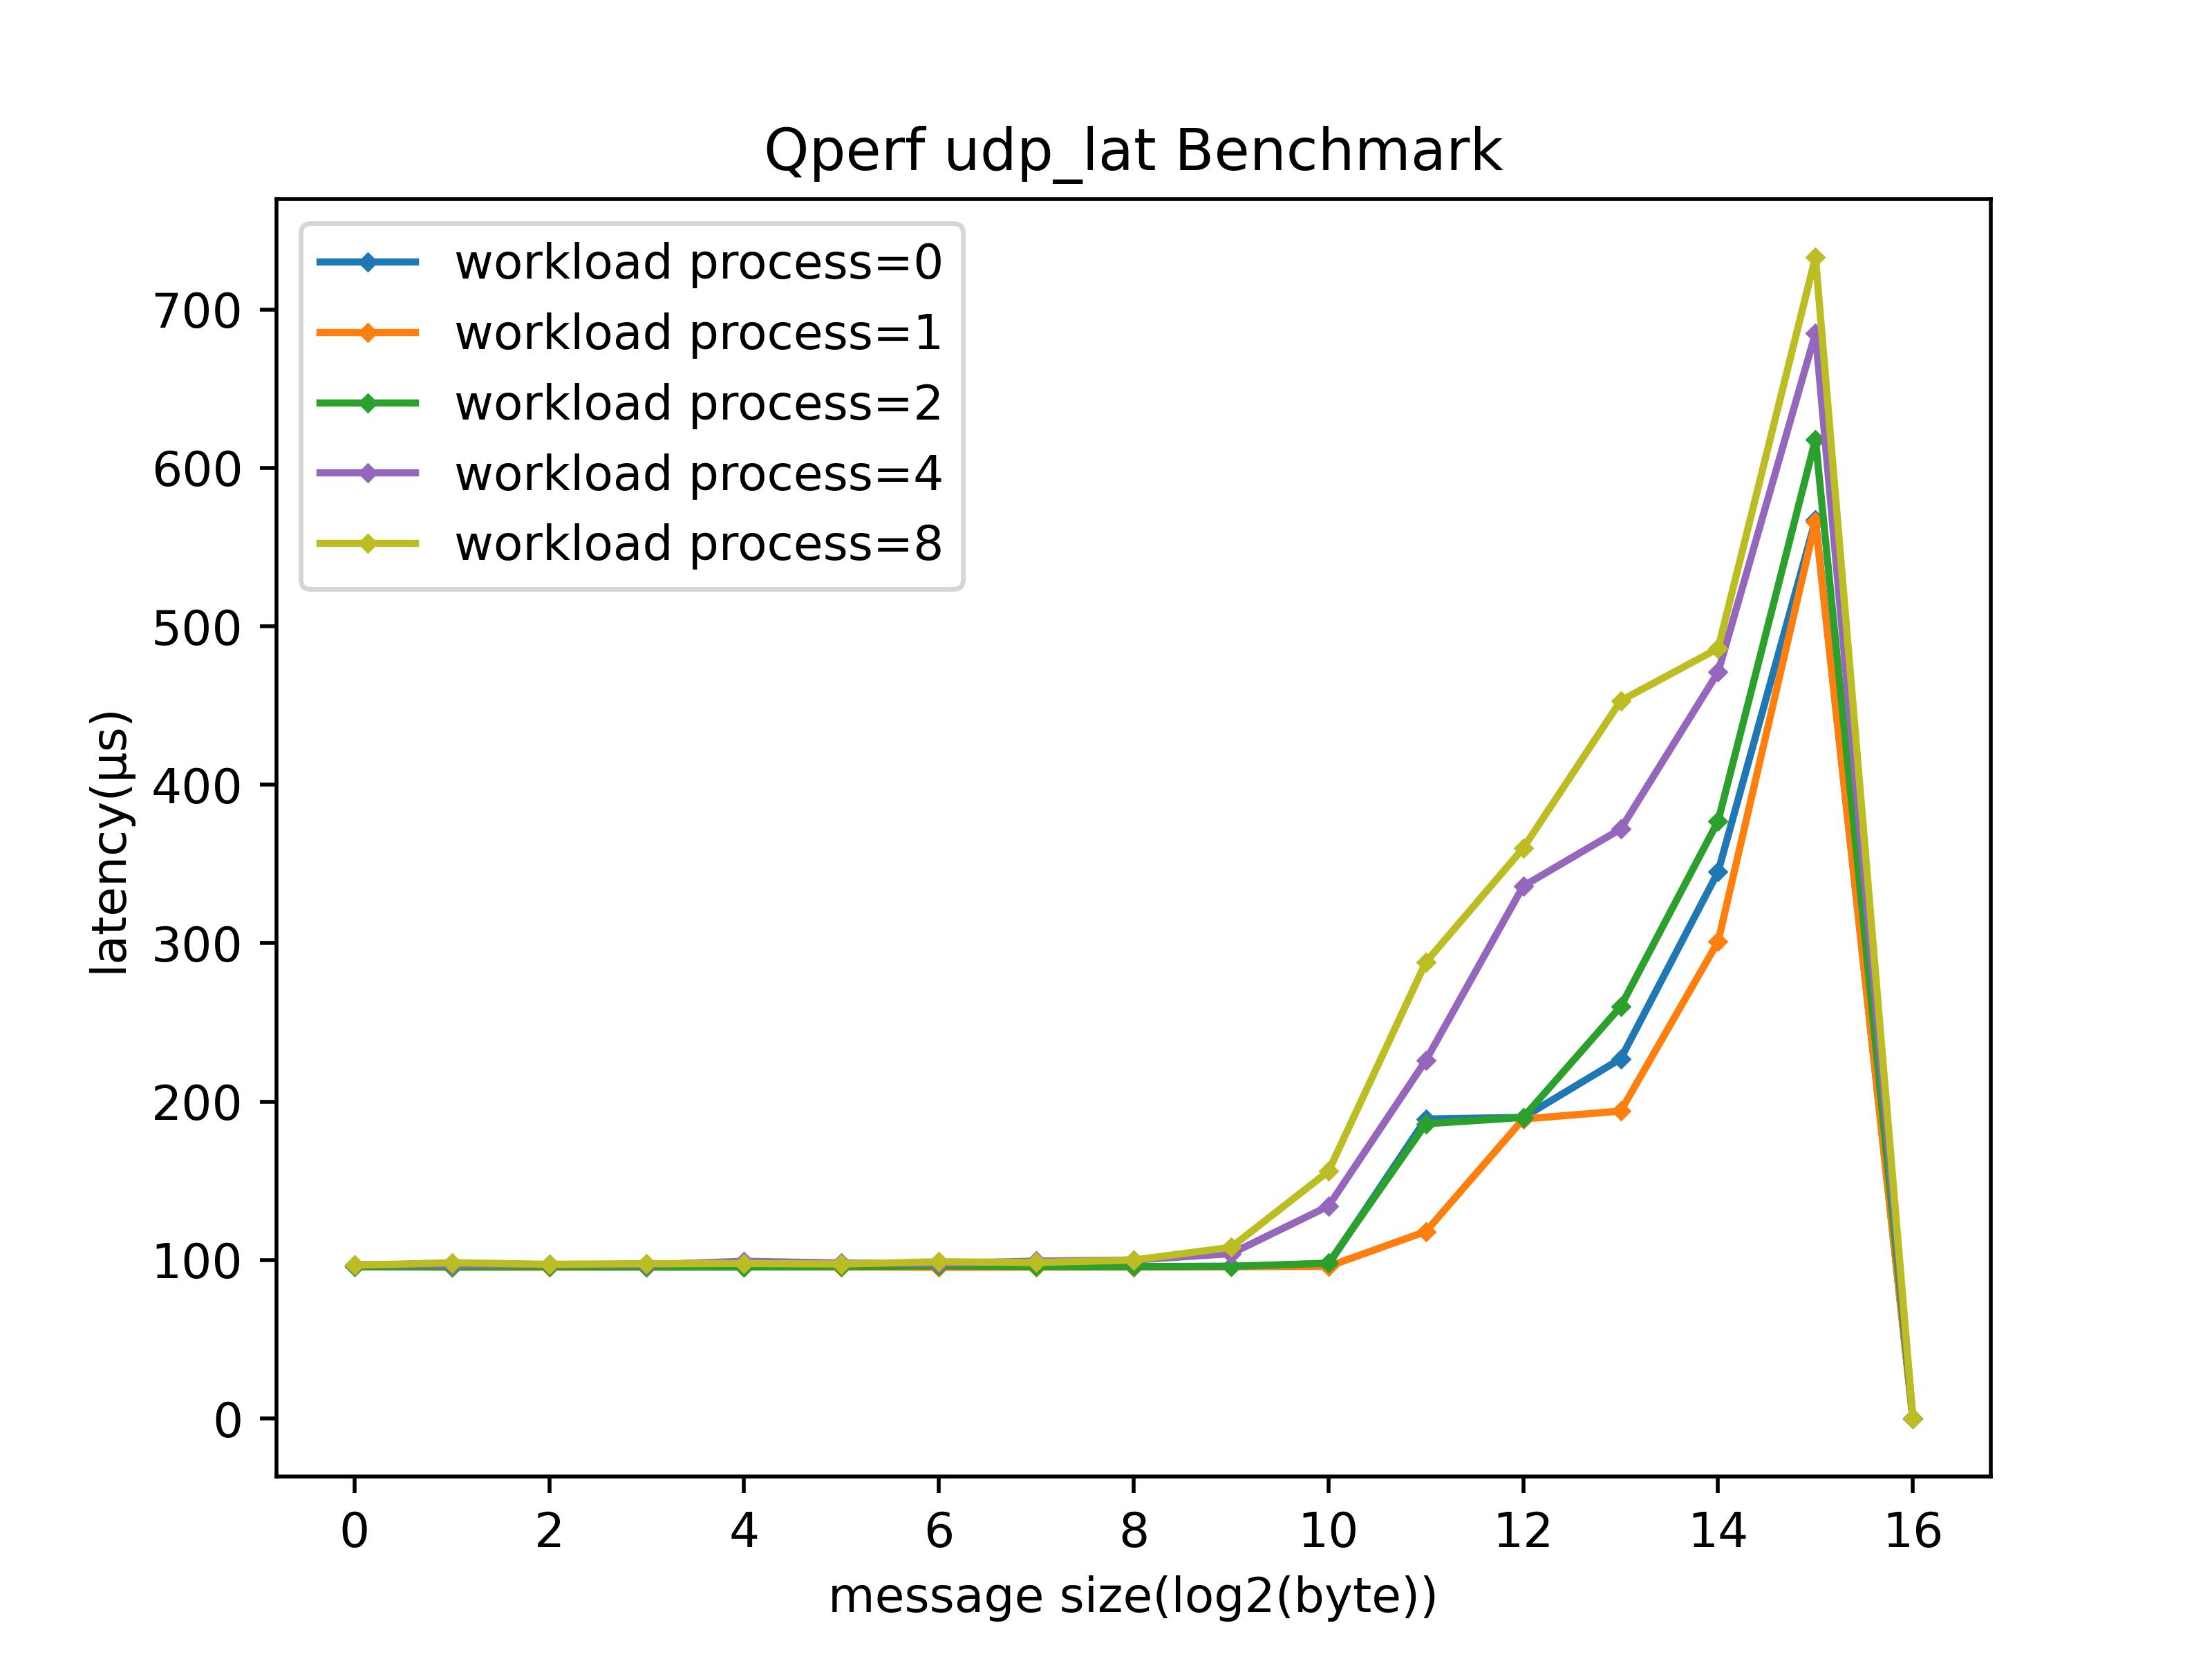 Qperf udp_lat Benchmark
workload process=0
workload process=1
workload process=2
workload process=4
workload process=8
700
600
500
400
300
200
100
0
latency(µs)
0 2 4 6 8 10 12 14 16
message size(log2(byte))